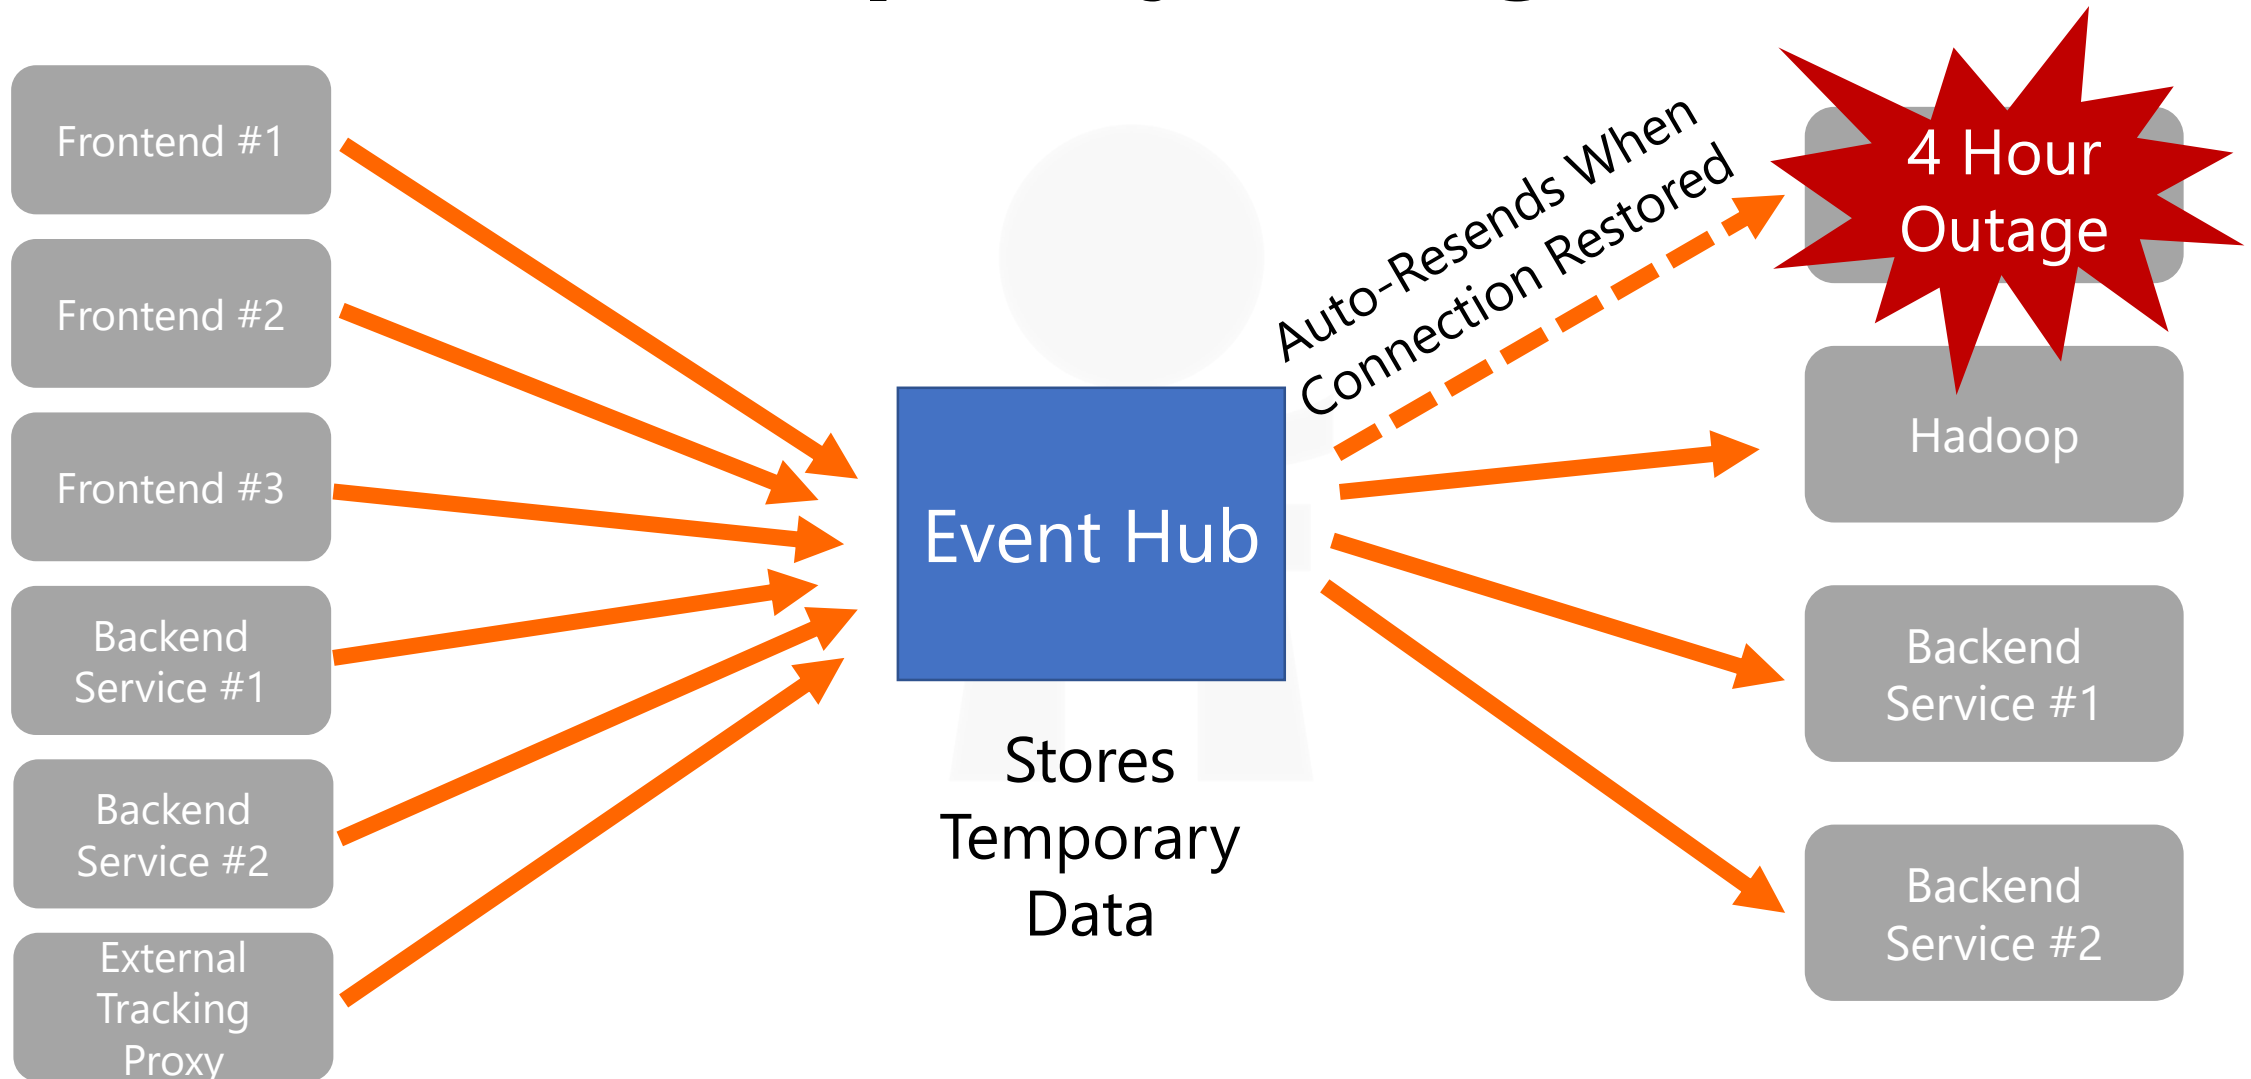 Frontend #1
Frontend #2
Frontend #3
Backend
Service #1
Backend
Service #2
External
Tracking
Proxy
Event Hub
Stores
Temporary
Data
Auto-Resends When
Connection Restored
4 Hour
Outage
Hadoop
Backend
Service #1
Backend
Service #2